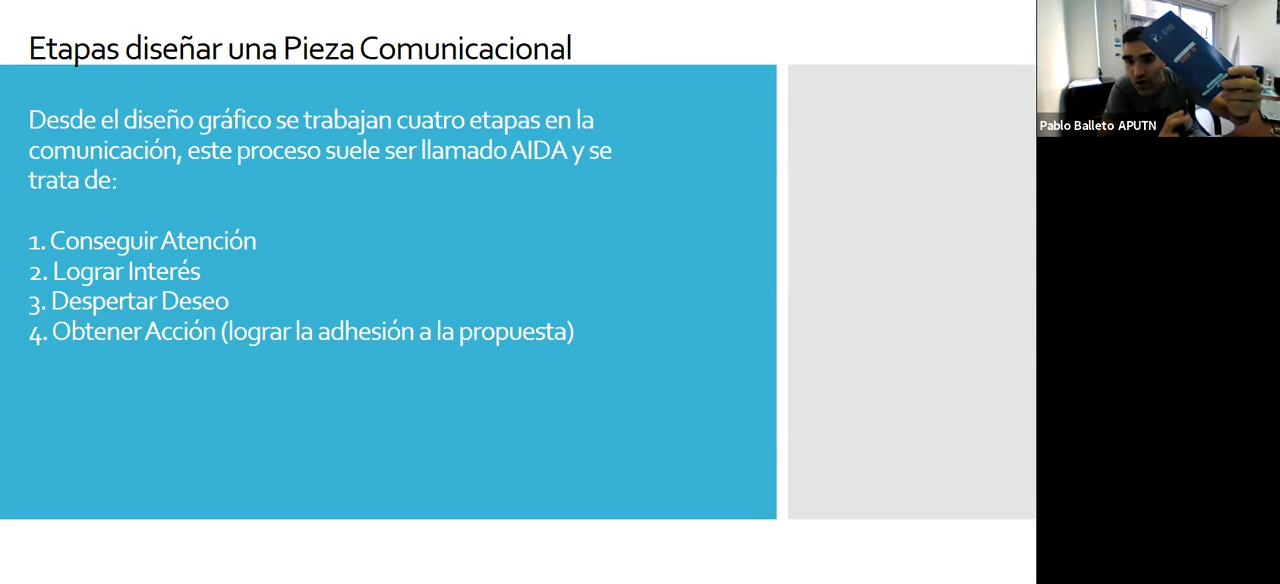 Etapas diseñar una Pieza Comunicacional
Desde el diseño gráfico se trabajan cuatro etapas en la
comunicación, este proceso suele ser llamado AIDA y se
trata de:
1. Conseguir Atención
2. Lograr Interés
3. Despertar Deseo
4. Obtener Acción (lograr la adhesión a la propuesta)
Pablo Balleto APUTN